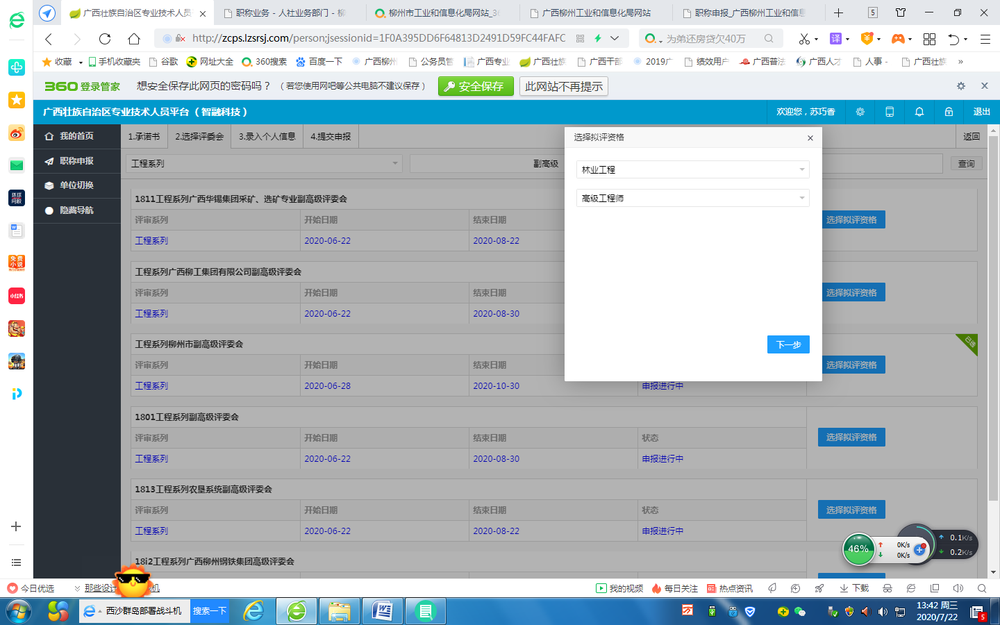 广西壮族自治区专业技术人员
职称业务 - 人社业务部门 - 柳
柳州市工业和信息化局网站_36
广西柳州工业和信息化局网站
职称申报_广西柳州工业和信息
5
http://zcps.lzsrsj.com/person;jsessionid=1F0A395DD6F64813D2491D59FC44FAFC
为弟还房贷欠40万
译
收藏
手机收藏夹
谷歌
网址大全
360搜索
百度一下
广西柳州
公务员管
广西专业
广西壮族
广西干部
2019广
绩效用户
广西普法
广西人才
人事 -
广西壮族
»
360登录管家
想安全保存此网页的密码吗？
（若您使用网吧等公共电脑不建议保存）
安全保存
此网站不再提示
广西壮族自治区专业技术人员平台（智融科技）
欢迎您，苏巧香
退出
我的首页
职称申报
单位切换
隐藏导航
1.承诺书
2.选择评委会
3.录入个人信息
4.提交申报
返回
工程系列
副高级
查询
选择拟评资格
×
林业工程
高级工程师
下一步
1811工程系列广西华锡集团采矿、选矿专业副高级评委会
评审系列
开始日期
结束日期
选择拟评资格
工程系列
2020-06-22
2020-08-22
工程系列广西柳工集团有限公司副高级评委会
评审系列
开始日期
结束日期
选择拟评资格
工程系列
2020-06-22
2020-08-30
工程系列柳州市副高级评委会
已选
评审系列
开始日期
结束日期
选择拟评资格
工程系列
2020-06-28
2020-10-30
申报进行中
1801工程系列副高级评委会
评审系列
开始日期
结束日期
状态
选择拟评资格
工程系列
2020-06-22
2020-08-30
申报进行中
1813工程系列农垦系统副高级评委会
评审系列
开始日期
结束日期
状态
选择拟评资格
工程系列
2020-06-22
2020-08-22
申报进行中
18i2工程系列广西柳州钢铁集团高级评委会
46%
0K/s
0K/s
0.1K/s
0.2K/s
环球网校
免费小说
小红书
今日优选
那些设计
机
我的视频
每日关注
热点资讯
下载
西沙群岛部署战斗机
搜索一下
13:42 周三
2020/7/22
5